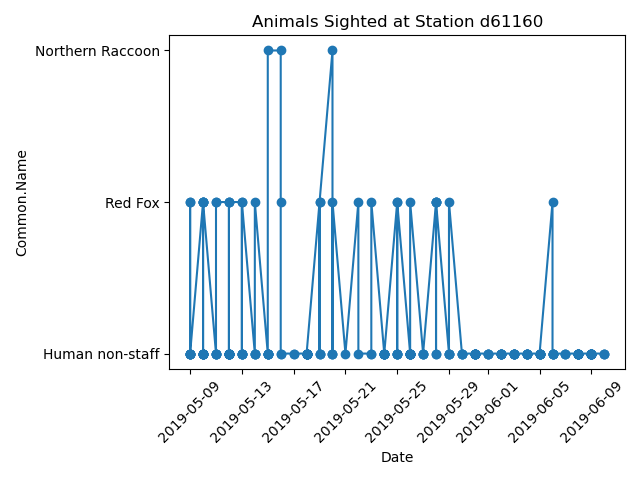 Animals Sighted at Station d61160
Northern Raccoon
Red Fox
Human non-staff
Common.Name
2019-05-09
2019-05-13
2019-05-17
2019-05-21
2019-05-25
2019-05-29
2019-06-01
2019-06-05
2019-06-09
Date